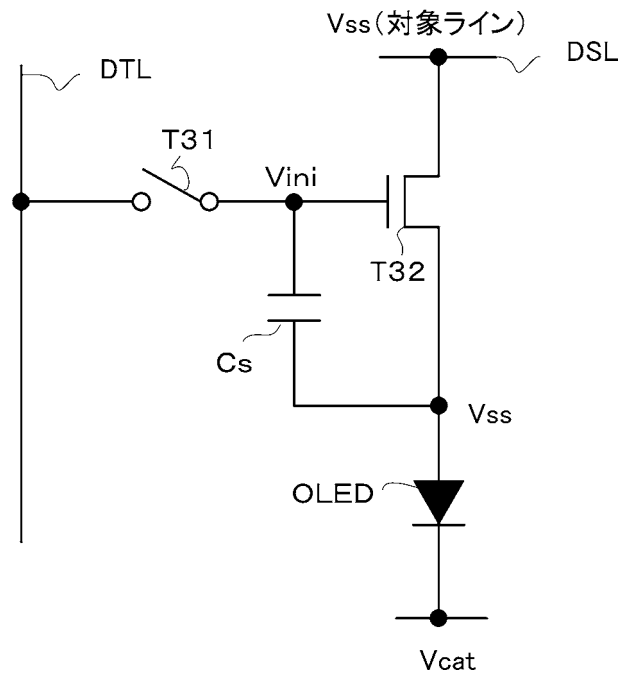 Vss(対象ライン)
DSL
DTL
T31
Vini
T32
Cs
Vss
OLED
Vcat